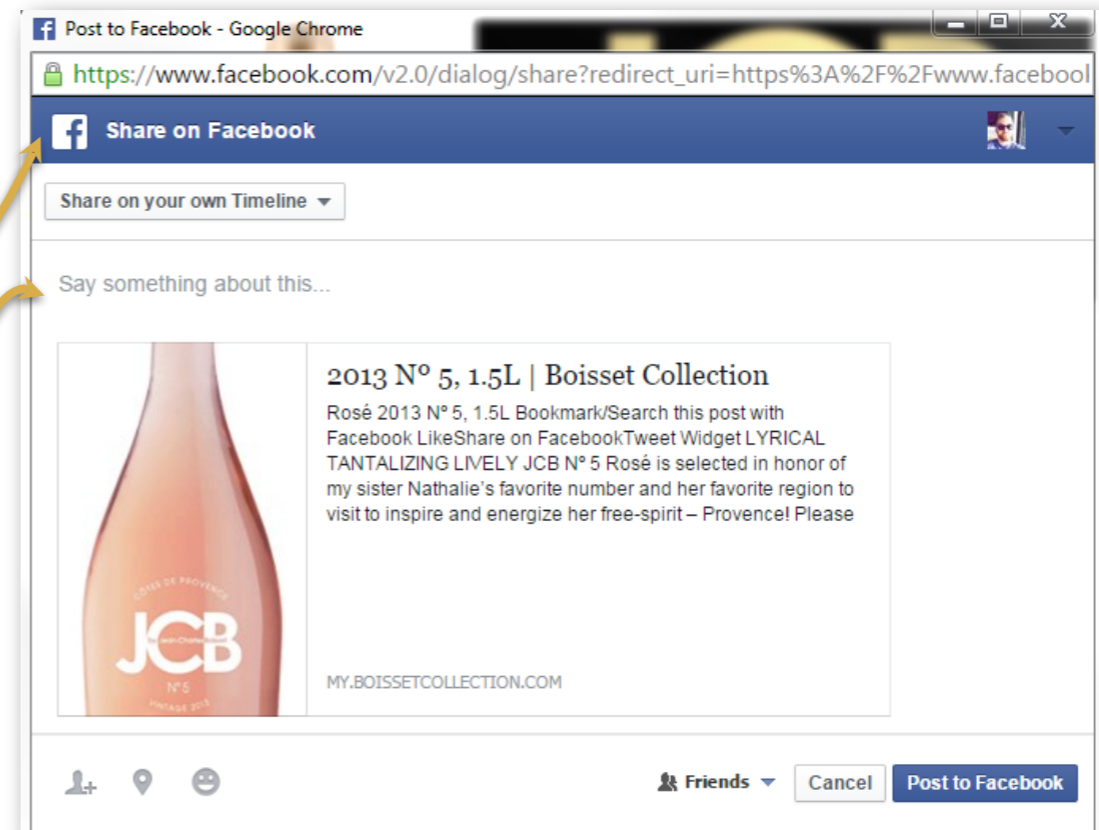 Post to Facebook - Google Chrome
https://www.facebook.com/v2.0/dialog/share?redirect_uri=https%3A%2F%2Fwww.facebool
f Share on Facebook
Share on your own Timeline
Say something about this...
2013 Nº 5, 1.5L | Boisset Collection
Rosé 2013 Nº 5, 1.5L Bookmark/Search this post with
Facebook LikeShare on FacebookTweet Widget LYRICAL
TANTALIZING LIVELY JCB Nº 5 Rosé is selected in honor of
my sister Nathalie's favorite number and her favorite region to
visit to inspire and energize her free-spirit – Provence! Please
MY.BOISSETCOLLECTION.COM
CÔTES DE PROVENCE
JCB
Nº5
VINTAGE 2013
Friends Cancel Post to Facebook